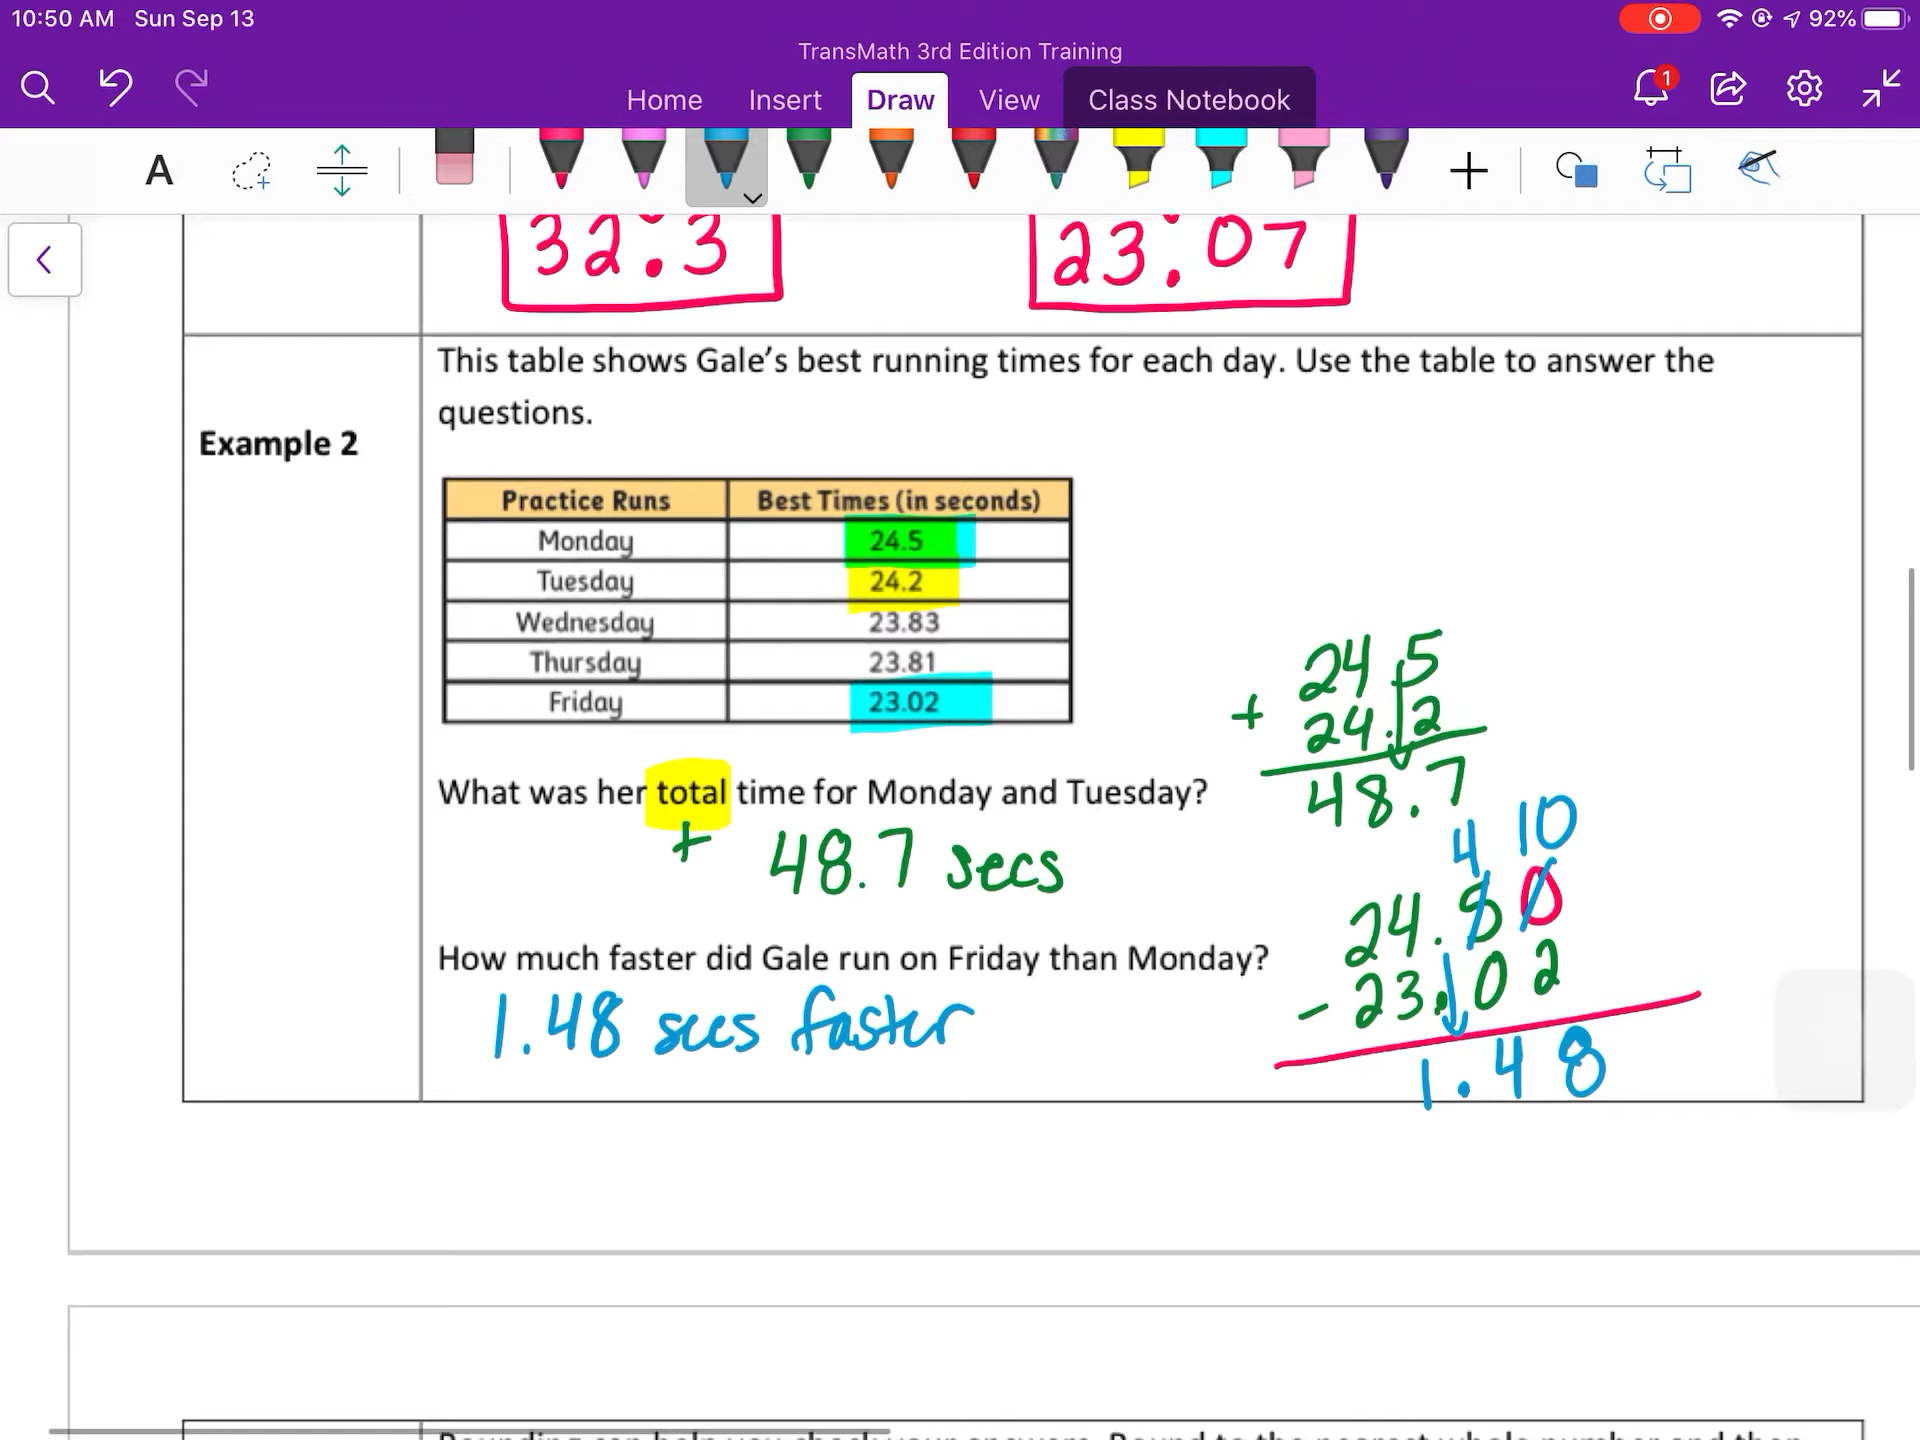 10:50 AM Sun Sep 13
92%
TransMath 3rd Edition Training
1
Home Insert Draw View Class Notebook
A
32.3 23.07
This table shows Gale's best running times for each day. Use the table to answer the
questions.
Example 2
Practice Runs Best Times (in seconds)
Monday 24.5
Tuesday 24.2
Wednesday 23.83
Thursday 23.81
Friday 23.02
24.5
+ 24.2
48.7
What was her total time for Monday and Tuesday?
+ 48.7 secs
4 10
24.50
- 23.02
1.48
How much faster did Gale run on Friday than Monday?
1.48 secs faster